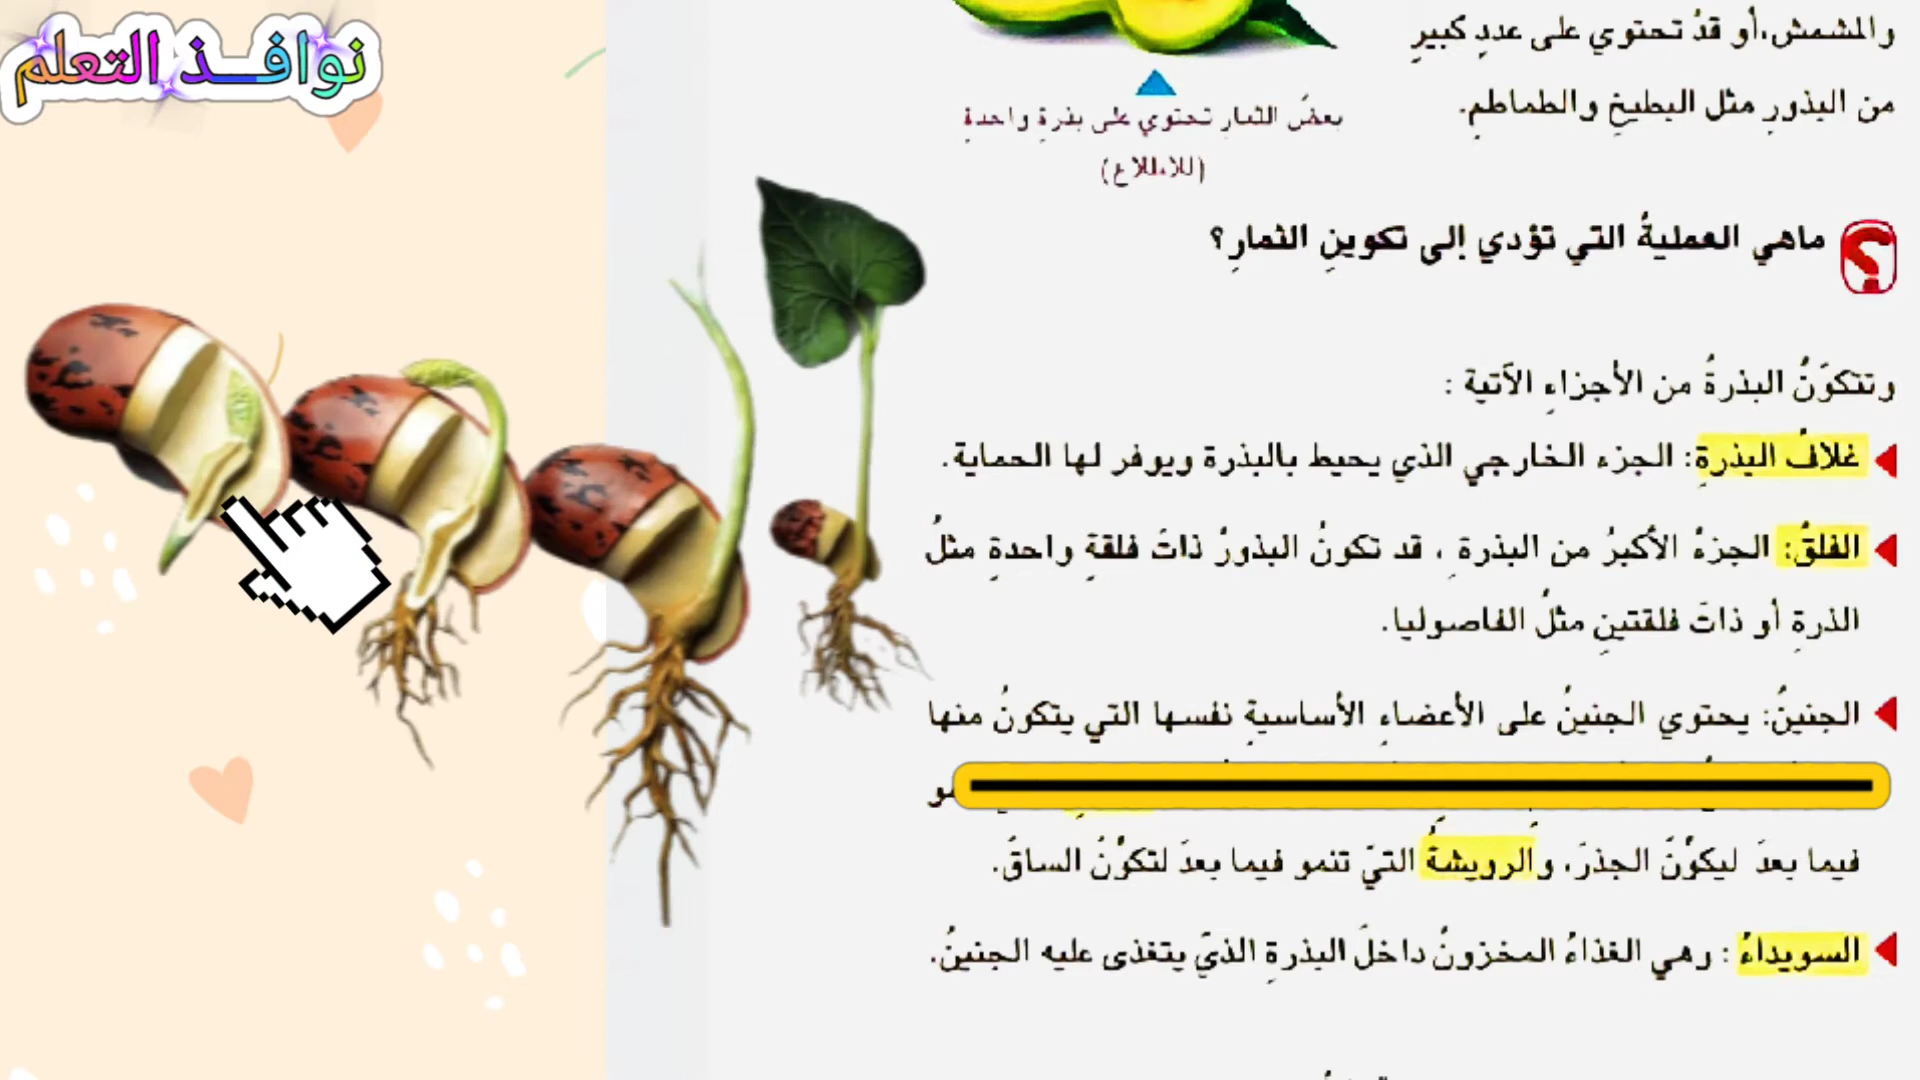 نوافذ التعلم
والمشمش،أو قدْ تحتوي على عددٍ كبيرٍ
من البذورِ مثل البطيخِ والطماطمِ.
بعضُ الثمارِ تحتوي على بذرةٍ واحدةٍ
(للاطلاع)
ماهي العمليةُ التي تؤدي إلى تكوينِ الثمارِ؟
وتتكوّنُ البذرةُ من الأجزاءِ الآتية :
غلافُ البذرةِ: الجزء الخارجي الذي يحيط بالبذرة ويوفر لها الحماية.
الفلقُ: الجزءُ الأكبرُ من البذرةِ ، قد تكونُ البذورُ ذاتَ فلقةٍ واحدةٍ مثلُ
الذرةِ أو ذاتَ فلقتينِ مثلُ الفاصوليا.
الجنينُ: يحتوي الجنينُ على الأعضاءِ الأساسيةِ نفسها التي يتكونُ منها
فيما بعدَ ليكوّنَ الجذرَ، والرويشةُ التيّ تنمو فيما بعدَ لتكوّنُ الساقَ.
السويداءُ : وهي الغذاءُ المخزونُ داخلَ البذرةِ الذيّ يتغذى عليه الجنينُ.